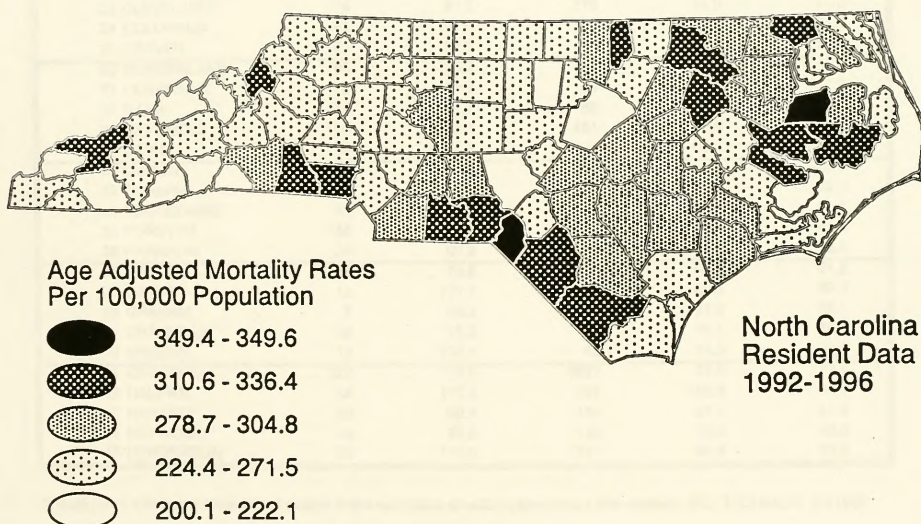 Age Adjusted Mortality Rates
Per 100,000 Population
349.4 - 349.6
310.6 - 336.4
278.7 - 304.8
224.4 - 271.5
200.1 - 222.1
North Carolina
Resident Data
1992-1996